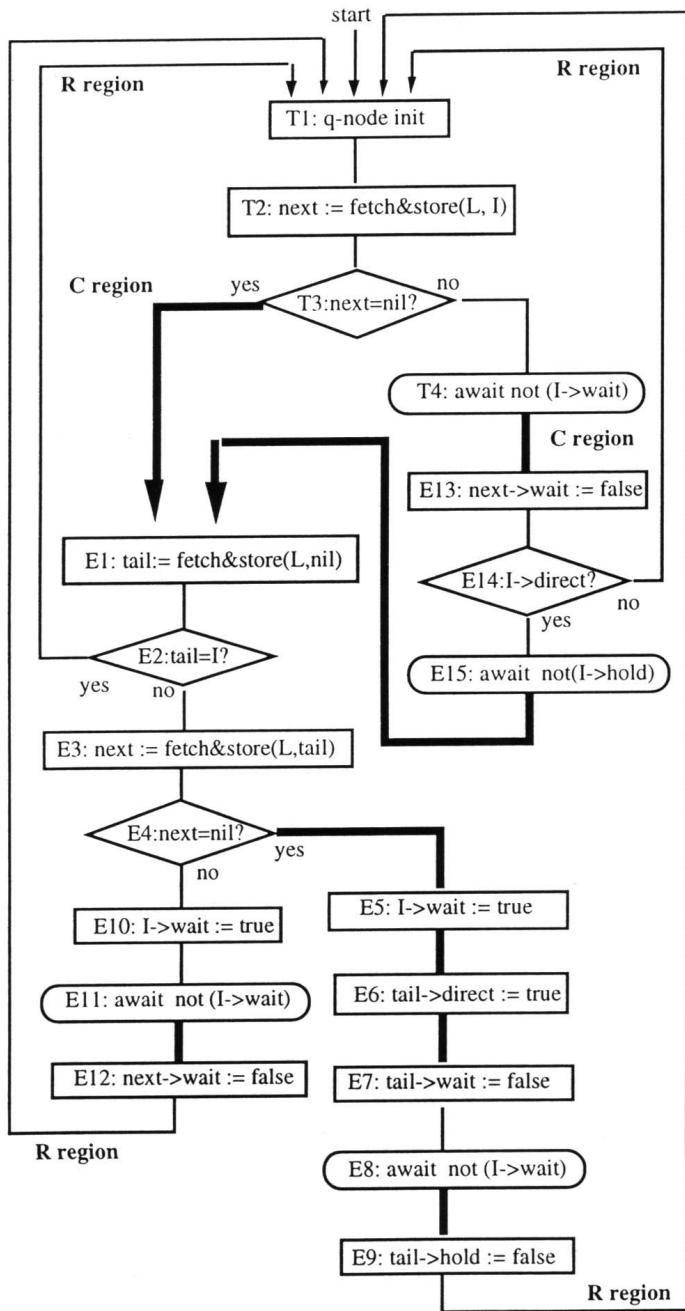 start
R region
R region
T1: q-node init
T2: next := fetch&store(L, I)
C region
yes
no
T3:next=nil?
T4: await not (I->wait)
C region
E13: next->wait := false
E1: tail:= fetch&store(L,nil)
E14:I->direct?
no
yes
E2:tail=I?
yes
no
E15: await not(I->hold)
E3: next := fetch&store(L,tail)
E4:next=nil?
yes
no
E5: I->wait := true
E10: I->wait := true
E6: tail->direct := true
E11: await not (I->wait)
E12: next->wait := false
E7: tail->wait := false
R region
E8: await not (I->wait)
E9: tail->hold := false
R region